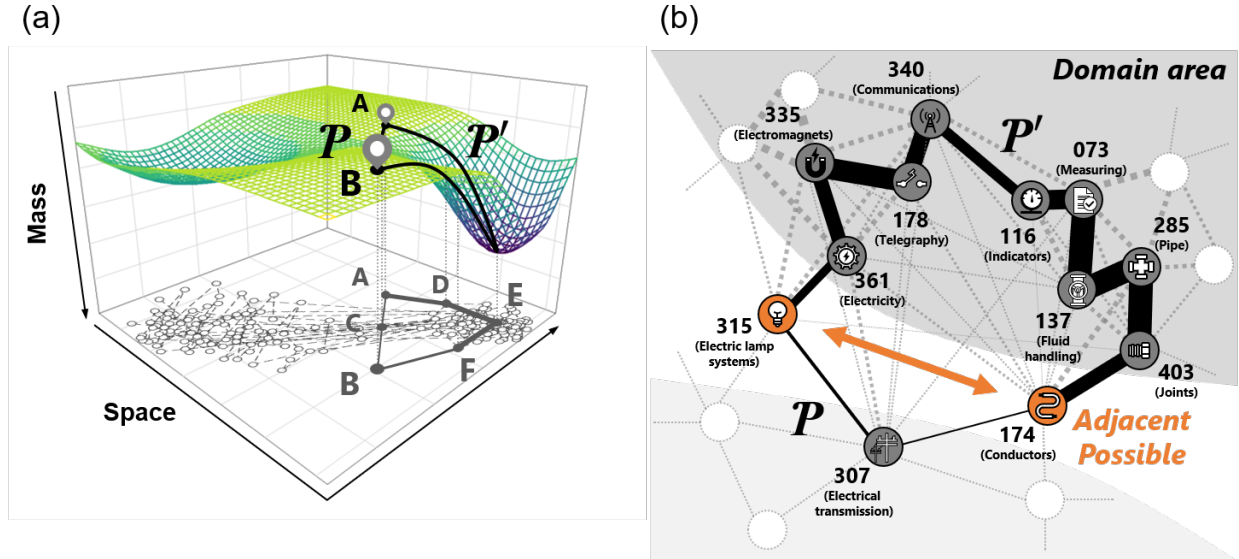 (a)
Mass
Space
A
P
P′
B
A
D
E
C
B
F
(b)
Domain area
340
(Communications)
335
(Electromagnets)
P′
073
(Measuring)
178
(Telegraphy)
116
(Indicators)
285
(Pipe)
361
(Electricity)
315
(Electric lamp
systems)
137
(Fluid
handling)
403
(Joints)
P
174
(Conductors)
Adjacent
Possible
307
(Electrical
transmission)